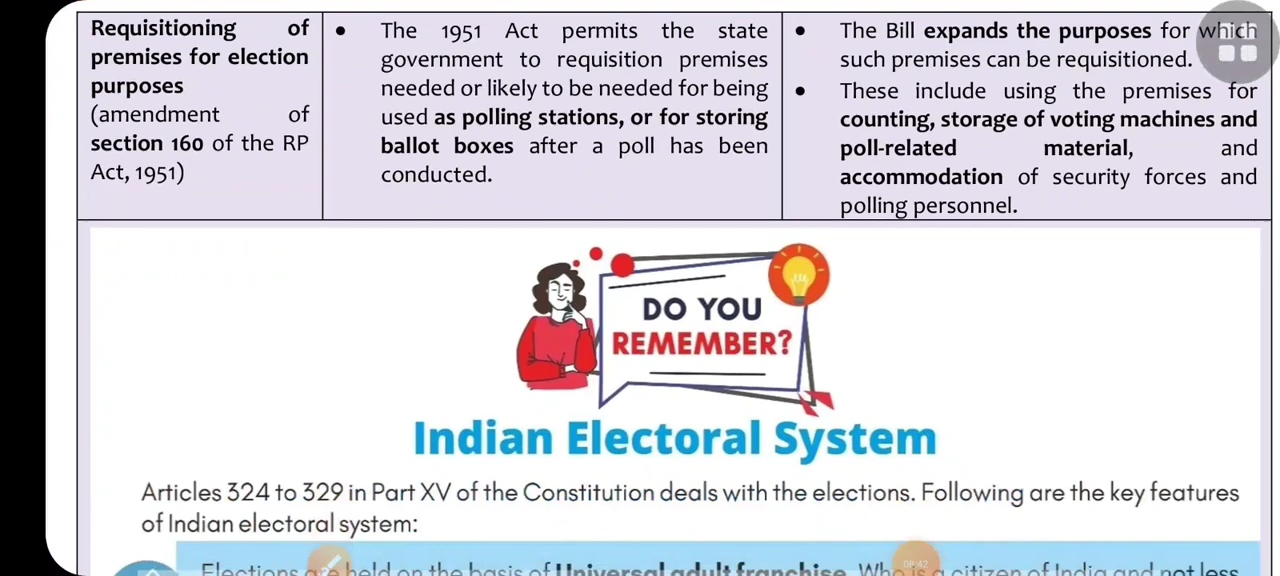 Requisitioning of
premises for election
purposes
(amendment of
section 160 of the RP
Act, 1951)
• The 1951 Act permits the state
government to requisition premises
needed or likely to be needed for being
used as polling stations, or for storing
ballot boxes after a poll has been
conducted.
• The Bill expands the purposes for which
such premises can be requisitioned.
• These include using the premises for
counting, storage of voting machines and
poll-related material, and
accommodation of security forces and
polling personnel.
DO YOU
REMEMBER?
Indian Electoral System
Articles 324 to 329 in Part XV of the Constitution deals with the elections. Following are the key features
of Indian electoral system:
Elections are held on the basis of Universal adult franchise. Who is a citizen of India and not less
08:42